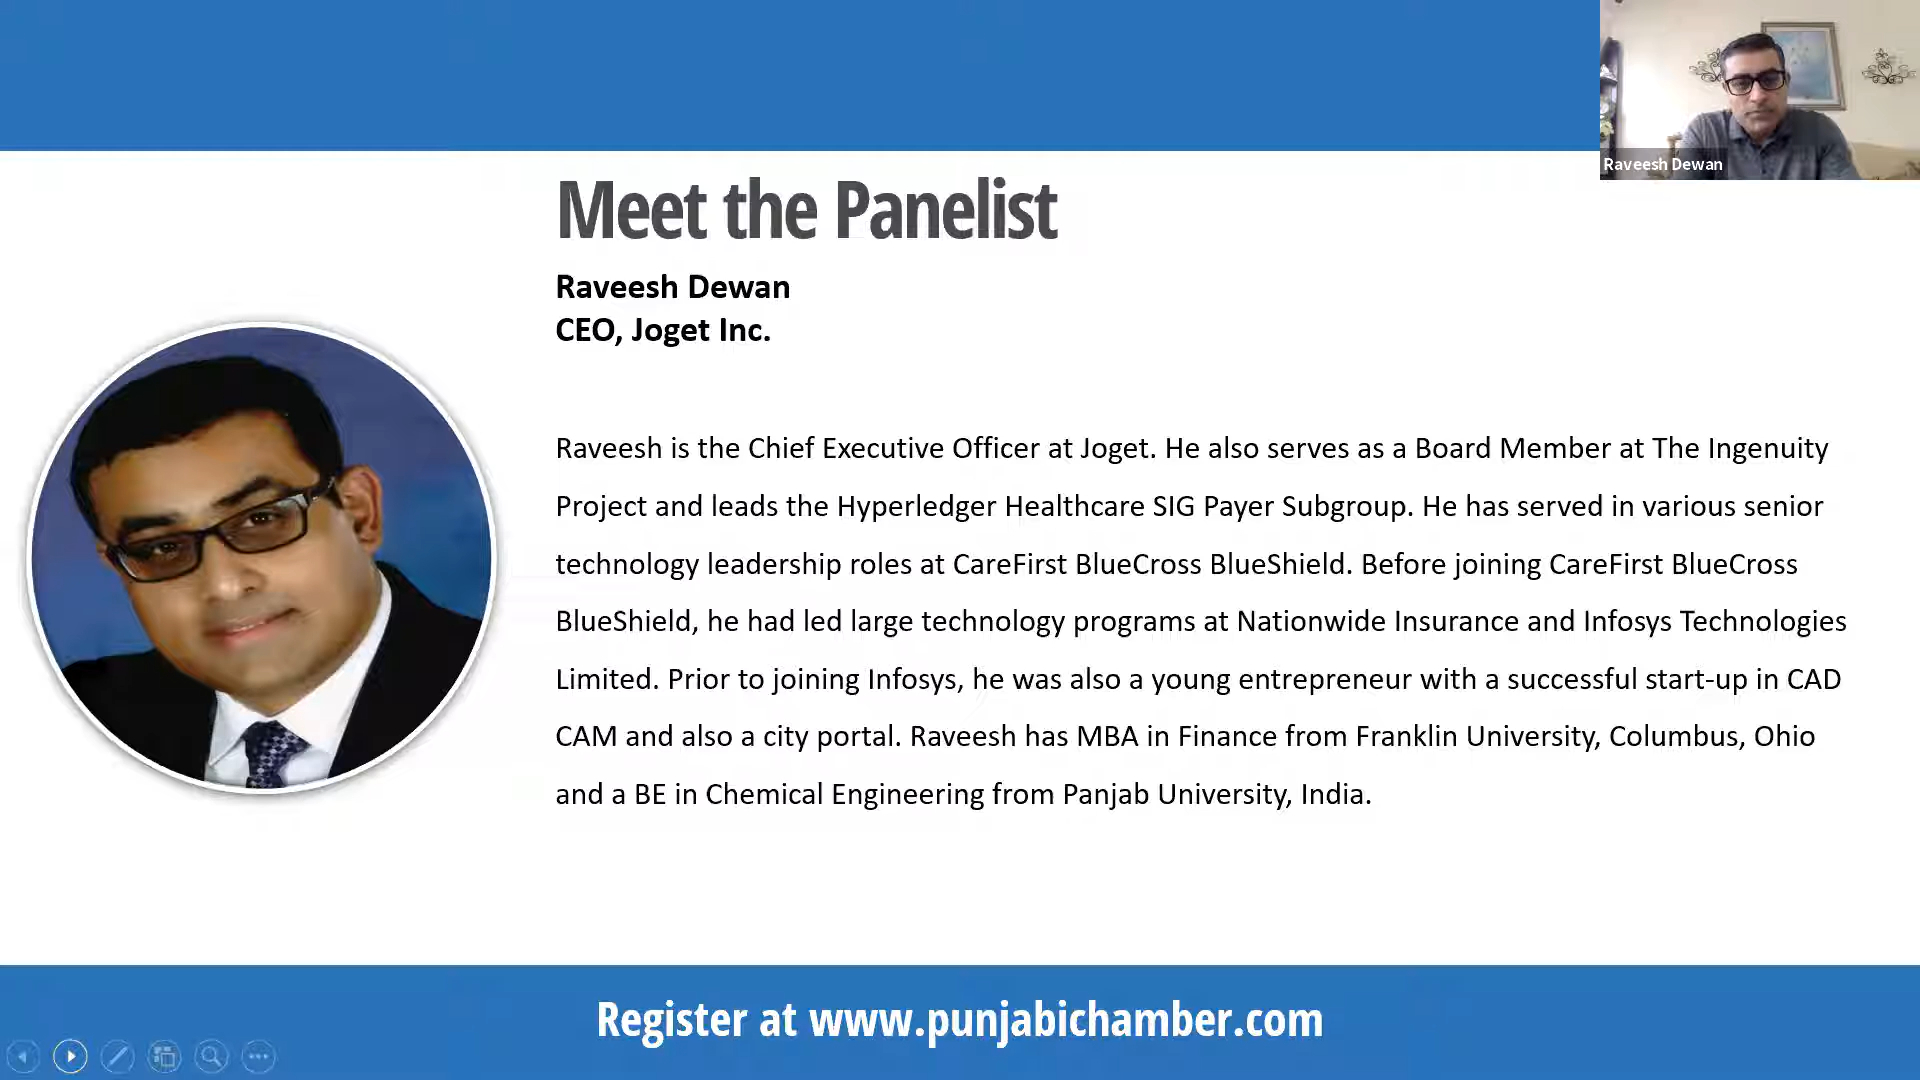 Raveesh Dewan
Meet the Panelist
Raveesh Dewan
CEO, Joget Inc.
Raveesh is the Chief Executive Officer at Joget. He also serves as a Board Member at The Ingenuity
Project and leads the Hyperledger Healthcare SIG Payer Subgroup. He has served in various senior
technology leadership roles at CareFirst BlueCross BlueShield. Before joining CareFirst BlueCross
BlueShield, he had led large technology programs at Nationwide Insurance and Infosys Technologies
Limited. Prior to joining Infosys, he was also a young entrepreneur with a successful start-up in CAD
CAM and also a city portal. Raveesh has MBA in Finance from Franklin University, Columbus, Ohio
and a BE in Chemical Engineering from Panjab University, India.
Register at www.punjabichamber.com